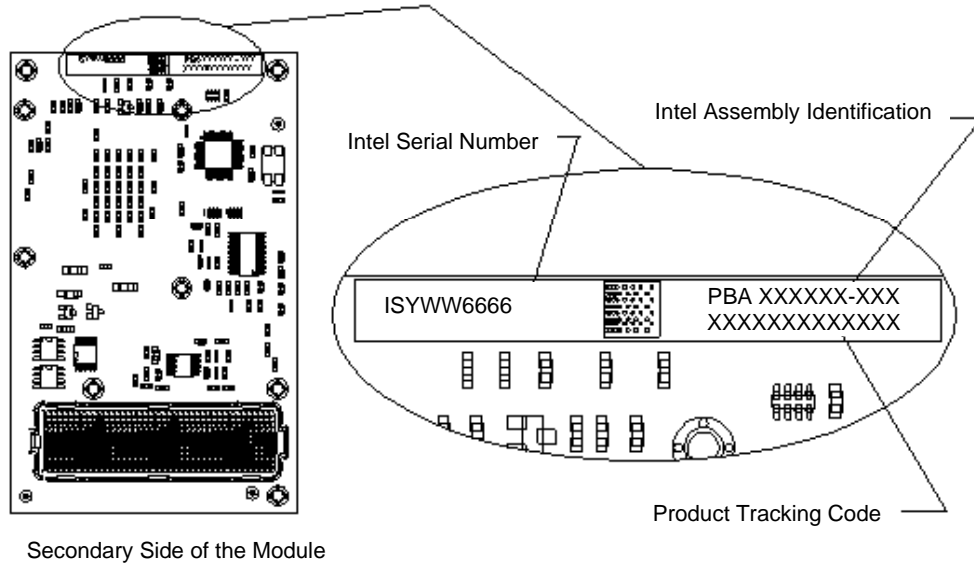 Intel Assembly Identification
Intel Serial Number
ISYWW6666
PBA XXXXXX-XXX
XXXXXXXXXXXXX
Product Tracking Code
Secondary Side of the Module